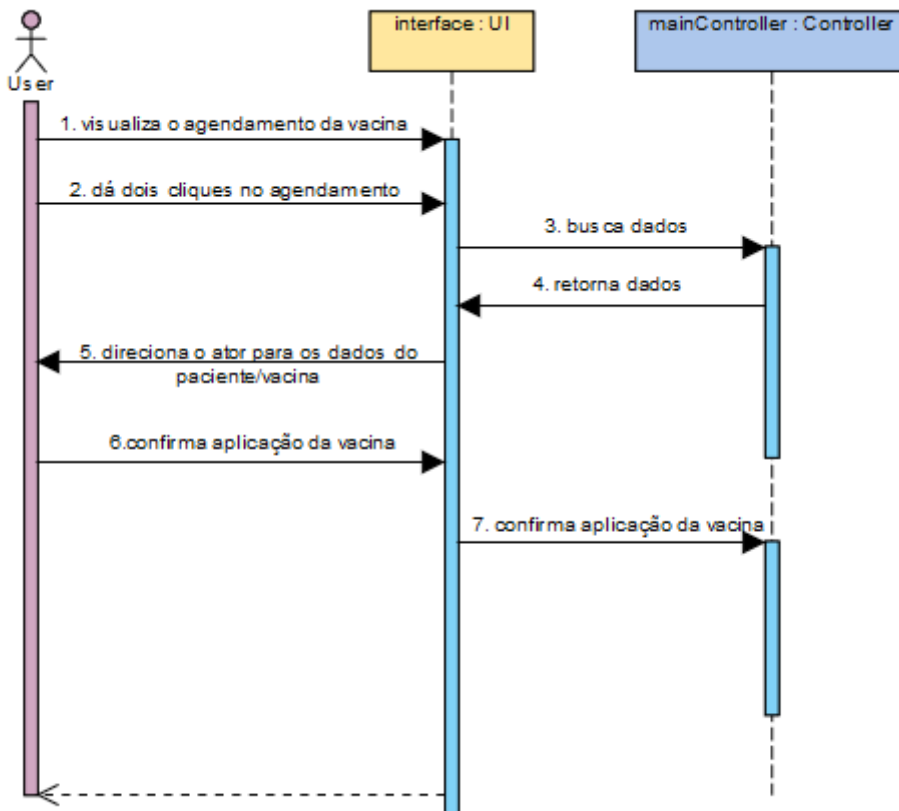 User
interface : UI
mainController : Controller
1. visualiza o agendamento da vacina
2. dá dois cliques no agendamento
3. busca dados
4. retorna dados
5. direciona o ator para os dados do
paciente/vacina
6.confirma aplicação da vacina
7. confirma aplicação da vacina